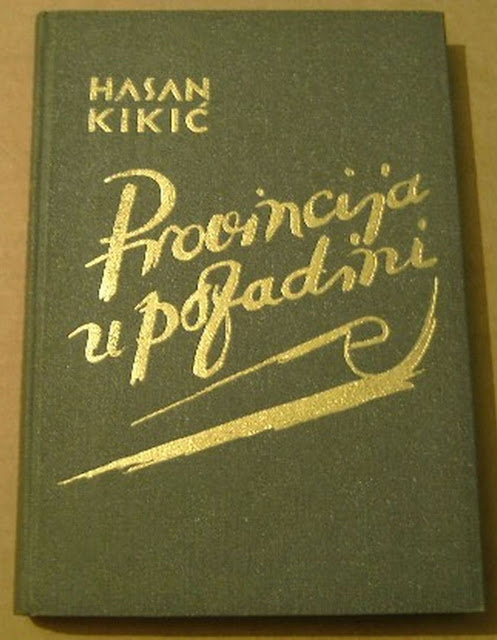 HASAN
KIKIĆ
Provincija
u pozadini